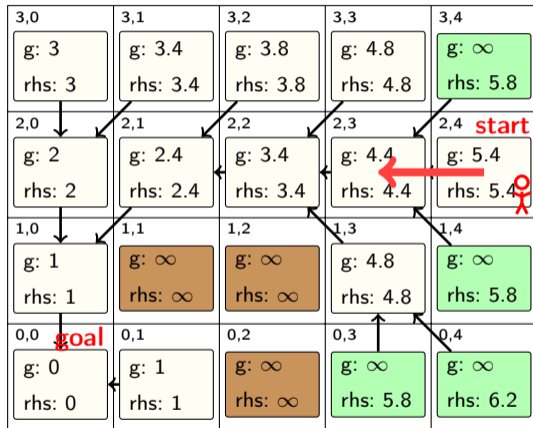 3,0 3,1 3,2 3,3 3,4
g: 3 g: 3.4 g: 3.8 g: 4.8 g: ∞
rhs: 3 rhs: 3.4 rhs: 3.8 rhs: 4.8 rhs: 5.8
2,0 2,1 2,2 2,3 2,4 start
g: 2 g: 2.4 g: 3.4 g: 4.4 g: 5.4
rhs: 2 rhs: 2.4 rhs: 3.4 rhs: 4.4 rhs: 5.4
1,0 1,1 1,2 1,3 1,4
g: 1 g: ∞ g: ∞ g: 4.8 g: ∞
rhs: 1 rhs: ∞ rhs: ∞ rhs: 4.8 rhs: 5.8
0,0 goal 0,1 0,2 0,3 0,4
g: 0 g: 1 g: ∞ g: ∞ g: ∞
rhs: 0 rhs: 1 rhs: ∞ rhs: 5.8 rhs: 6.2